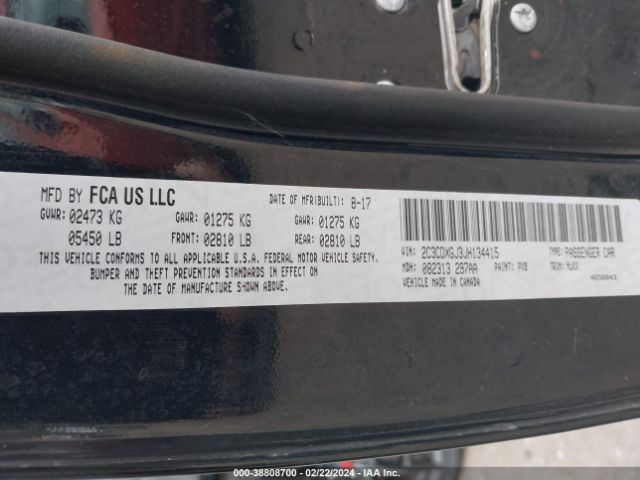 MFD BY FCA US LLC
DATE OF MFR(BUILT): 8-17
GVWR: 02473 KG GAWR: 01275 KG GAWR: 01275 KG
05450 LB FRONT: 02810 LB REAR: 02810 LB
THIS VEHICLE CONFORMS TO ALL APPLICABLE U.S.A. FEDERAL MOTOR VEHICLE SAFETY,
BUMPER AND THEFT PREVENTION STANDARDS IN EFFECT ON
THE DATE OF MANUFACTURE SHOWN ABOVE.
VIN: 2C3CDXGJ3JH134415 TYPE: PASSENGER CAR
MDH: 082313 297AA PAINT: PX8 TRIM: MLKX
VEHICLE MADE IN CANADA
000-38808700 - 02/22/2024 - IAA Inc.